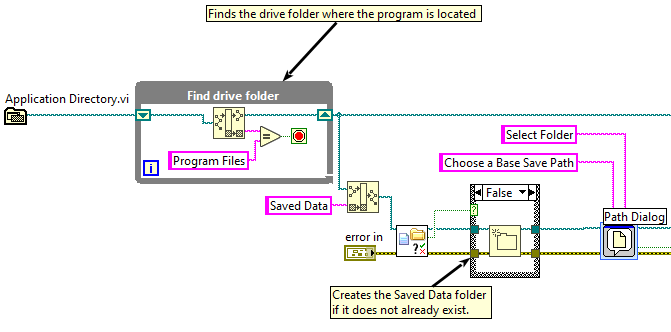 Finds the drive folder where the program is located
Application Directory.vi
Find drive folder
Program Files
i
Select Folder
Choose a Base Save Path
Saved Data
False
?
Path Dialog
error in
?
Creates the Saved Data folder
if it does not already exist.